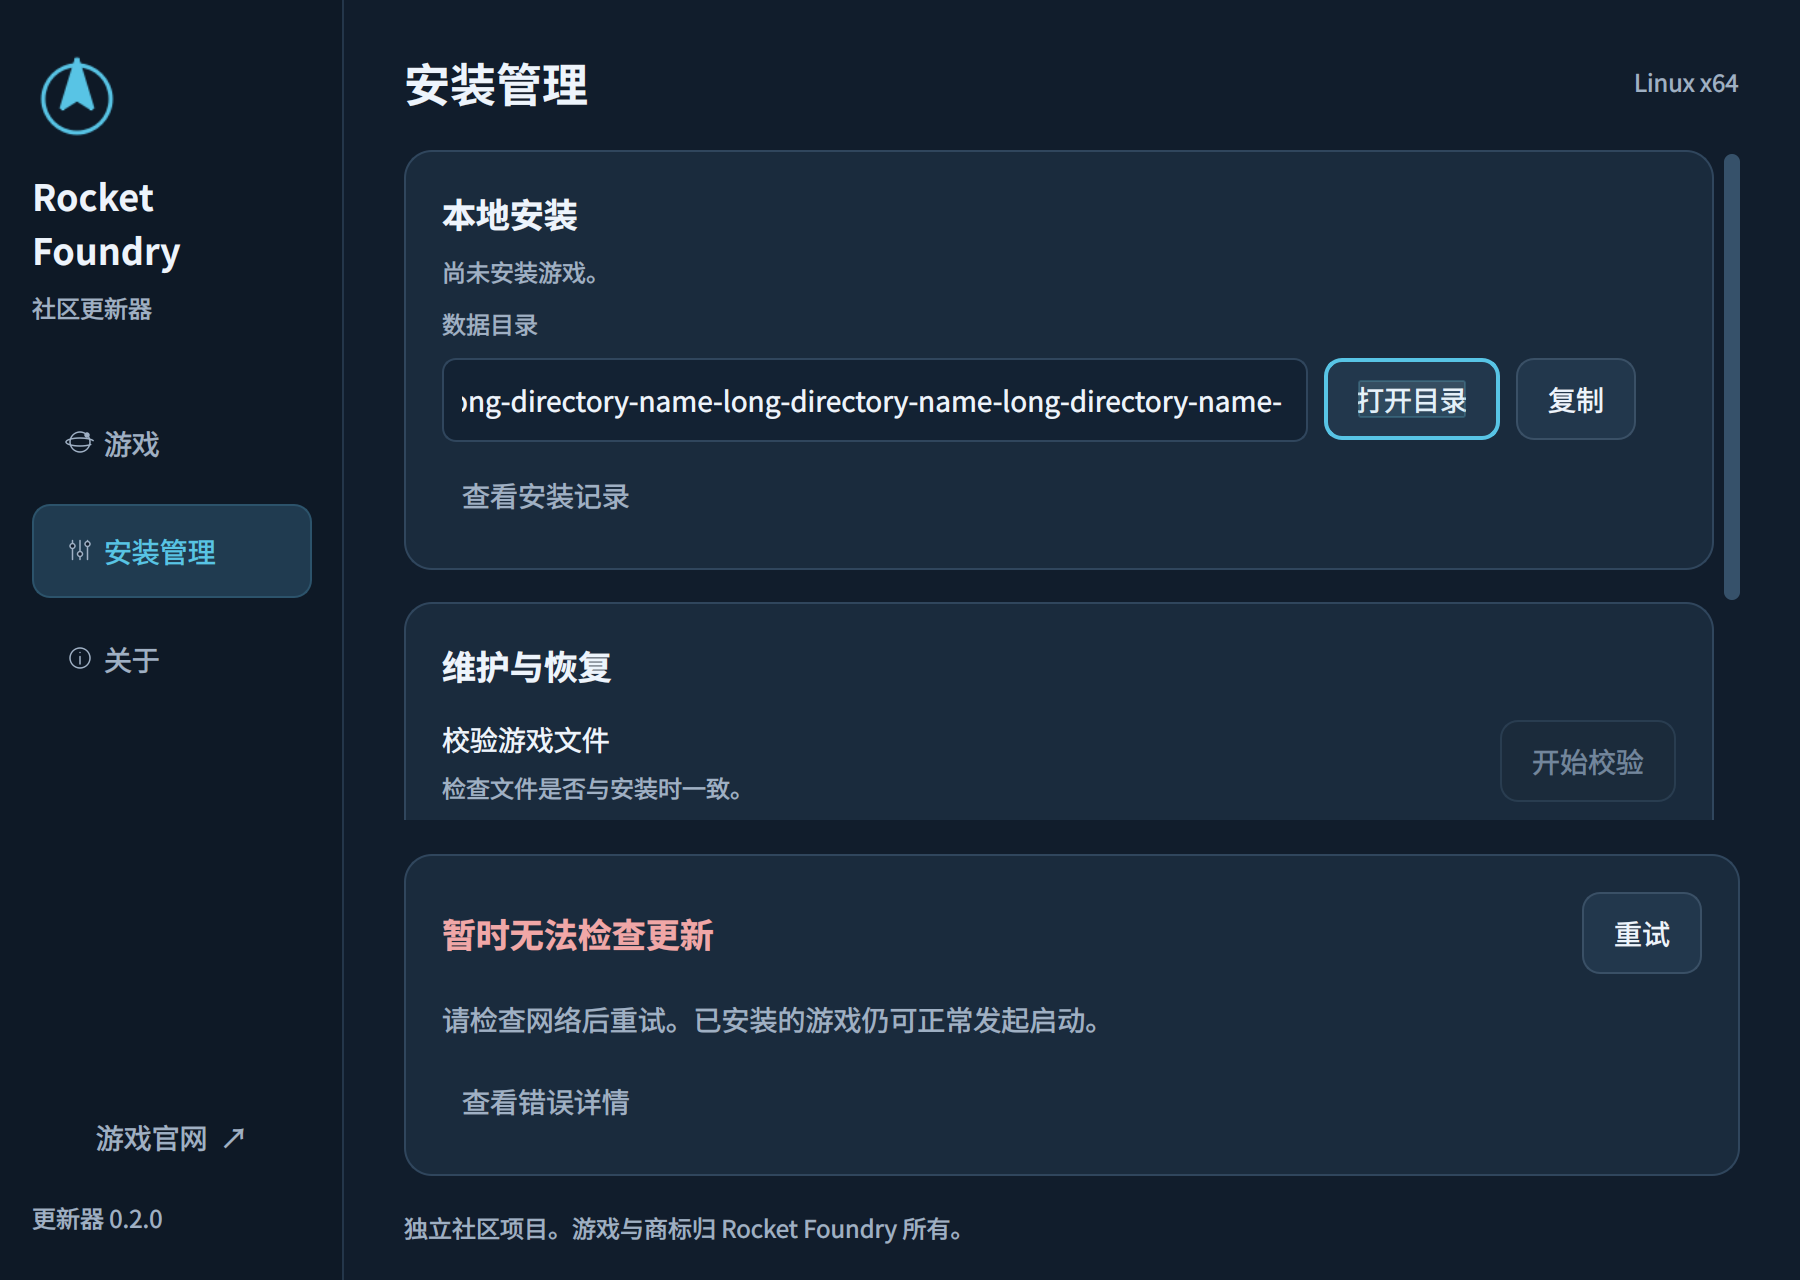 Rocket
Foundry
社区更新器
游戏
安装管理
关于
游戏官网 ↗
更新器 0.2.0
安装管理
Linux x64
本地安装
尚未安装游戏。
数据目录
ong-directory-name-long-directory-name-long-directory-name-
打开目录
复制
查看安装记录
维护与恢复
校验游戏文件
检查文件是否与安装时一致。
开始校验
暂时无法检查更新
重试
请检查网络后重试。已安装的游戏仍可正常发起启动。
查看错误详情
独立社区项目。游戏与商标归 Rocket Foundry 所有。